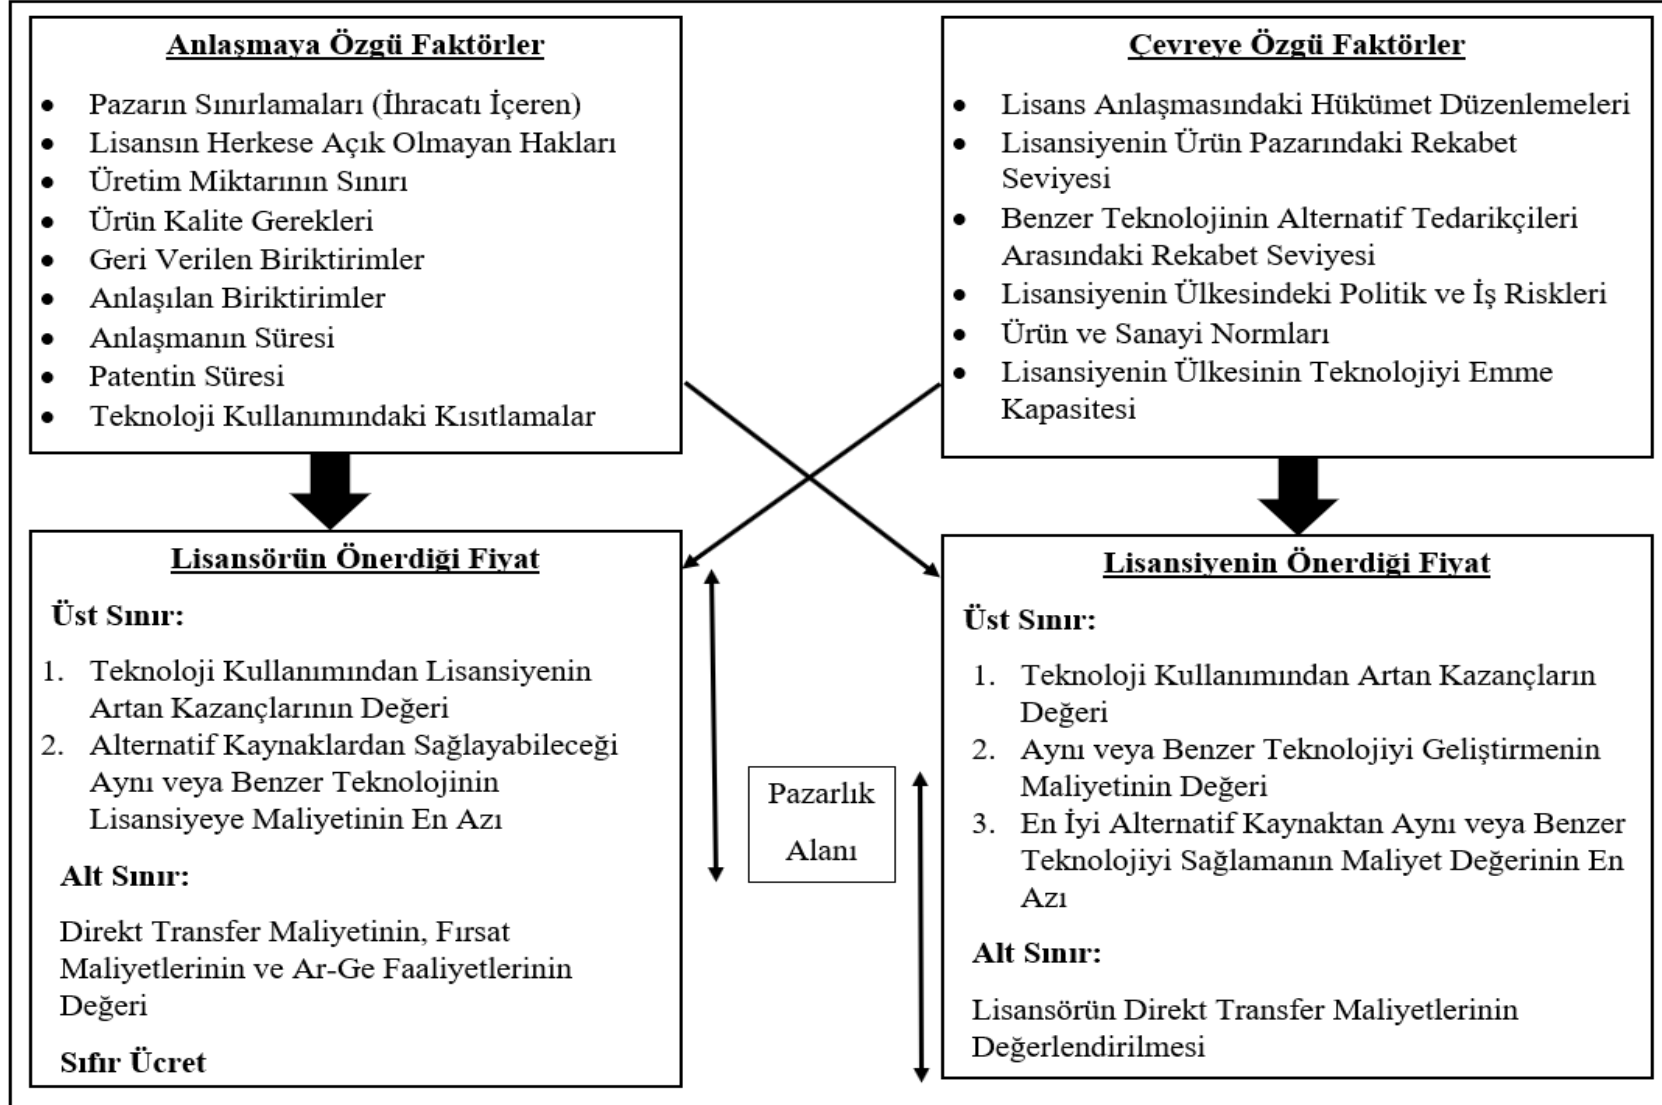 Anlaşmaya Özgü Faktörler
• Pazarın Sınırlamaları (İhracatı İçeren)
• Lisansın Herkese Açık Olmayan Hakları
• Üretim Miktarının Sınırı
• Ürün Kalite Gerekleri
• Geri Verilen Biriktirimler
• Anlaşılan Biriktirimler
• Anlaşmanın Süresi
• Patentin Süresi
• Teknoloji Kullanımındaki Kısıtlamalar
Çevreye Özgü Faktörler
• Lisans Anlaşmasındaki Hükümet Düzenlemeleri
• Lisansiyenin Ürün Pazarındaki Rekabet
Seviyesi
• Benzer Teknolojinin Alternatif Tedarikçileri
Arasındaki Rekabet Seviyesi
• Lisansiyenin Ülkesindeki Politik ve İş Riskleri
• Ürün ve Sanayi Normları
• Lisansiyenin Ülkesinin Teknolojiyi Emme
Kapasitesi
Lisansörün Önerdiği Fiyat
Üst Sınır:
1. Teknoloji Kullanımından Lisansiyenin
Artan Kazançlarının Değeri
2. Alternatif Kaynaklardan Sağlayabileceği
Aynı veya Benzer Teknolojinin
Lisansiyeye Maliyetinin En Azı
Alt Sınır:
Direkt Transfer Maliyetinin, Fırsat
Maliyetlerinin ve Ar-Ge Faaliyetlerinin
Değeri
Sıfır Ücret
Pazarlık
Alanı
Lisansiyenin Önerdiği Fiyat
Üst Sınır:
1. Teknoloji Kullanımından Artan Kazançların
Değeri
2. Aynı veya Benzer Teknolojiyi Geliştirmenin
Maliyetinin Değeri
3. En İyi Alternatif Kaynaktan Aynı veya Benzer
Teknolojiyi Sağlamanın Maliyet Değerinin En
Azı
Alt Sınır:
Lisansörün Direkt Transfer Maliyetlerinin
Değerlendirilmesi